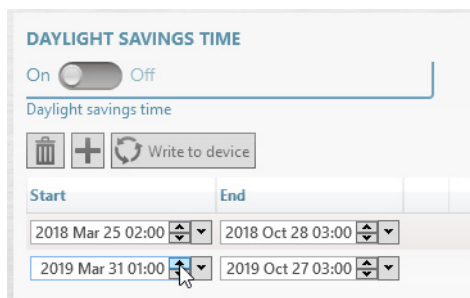 DAYLIGHT SAVINGS TIME
On Off
Daylight savings time
Write to device
Start End
2018 Mar 25 02:00 2018 Oct 28 03:00
2019 Mar 31 01:00 2019 Oct 27 03:00